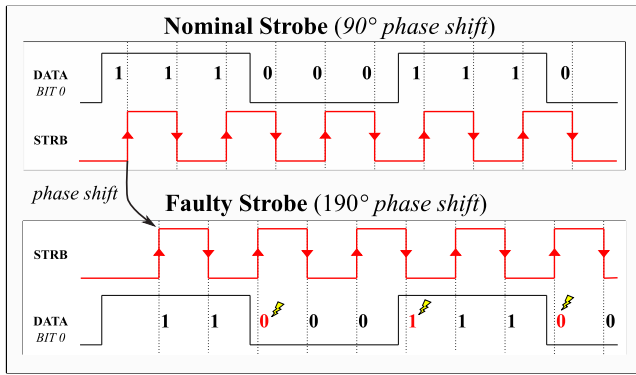 Nominal Strobe (90° phase shift)
DATA 1 1 1 0 0 0 1 1 1 0
BIT 0
STRB
phase shift
Faulty Strobe (190° phase shift)
STRB
DATA 1 1 0 0 0 1 1 1 0 0
BIT 0